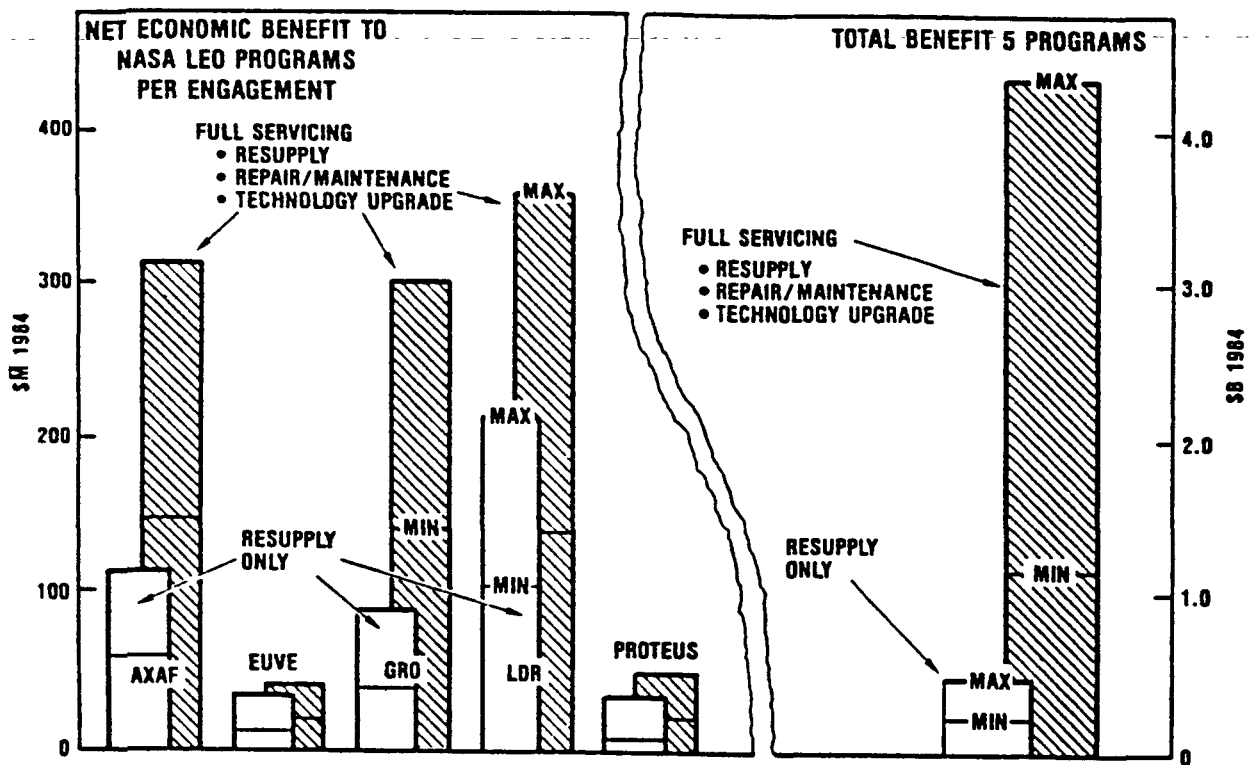 NET ECONOMIC BENEFIT TO
NASA LEO PROGRAMS
PER ENGAGEMENT
TOTAL BENEFIT 5 PROGRAMS
FULL SERVICING
• RESUPPLY
• REPAIR/MAINTENANCE
• TECHNOLOGY UPGRADE
FULL SERVICING
• RESUPPLY
• REPAIR/MAINTENANCE
• TECHNOLOGY UPGRADE
RESUPPLY
ONLY
RESUPPLY
ONLY
MAX
MAX
MIN
MIN
MAX
MIN
MAX
MIN
AXAF
EUVE
GRO
LDR
PROTEUS
$M 1984
400
300
200
100
0
$B 1984
4.0
3.0
2.0
1.0
0